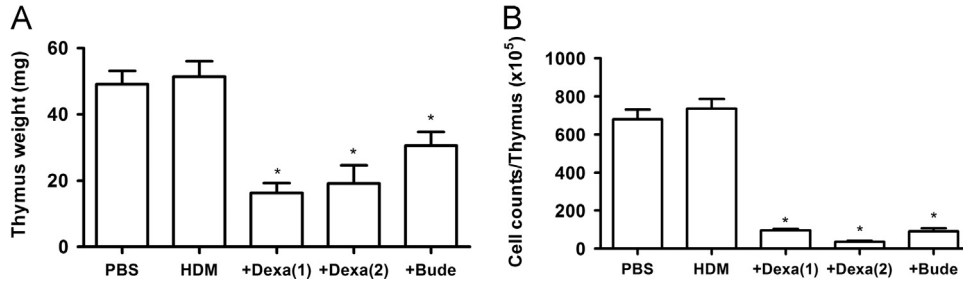 A
Thymus weight (mg)
60
40
20
0
*
*
*
PBS HDM +Dexa(1) +Dexa(2) +Bude
B
Cell counts/Thymus (x10⁵)
1000
800
600
400
200
0
*
*
*
PBS HDM +Dexa(1) +Dexa(2) +Bude